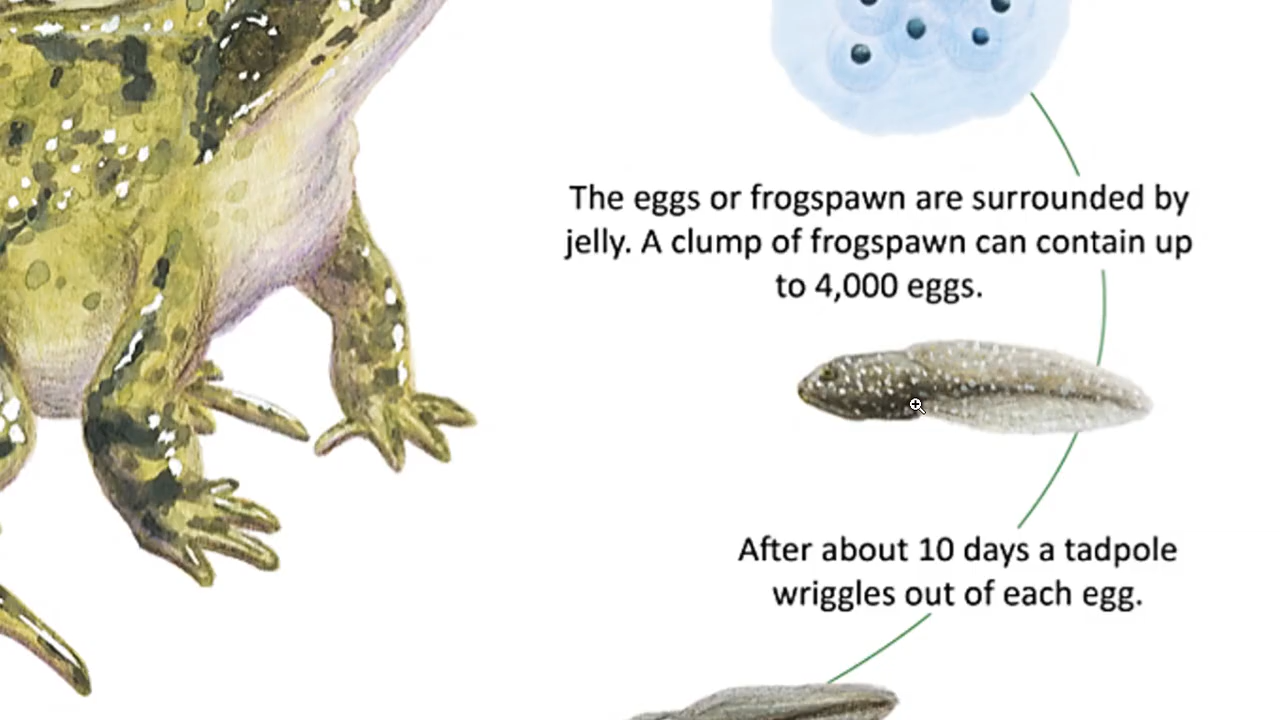 The eggs or frogspawn are surrounded by
jelly. A clump of frogspawn can contain up
to 4,000 eggs.
After about 10 days a tadpole
wriggles out of each egg.